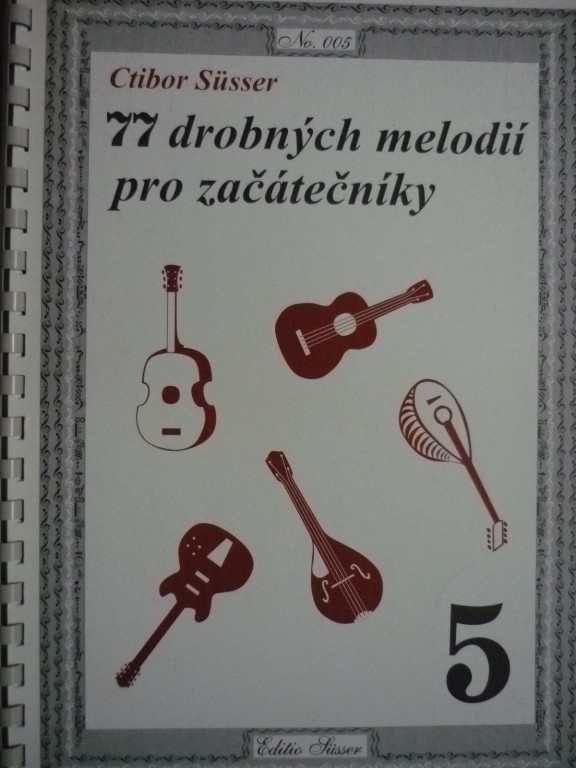 No. 005
Ctibor Süsser
77 drobných melodií
pro začátečníky
5
Editio Süsser